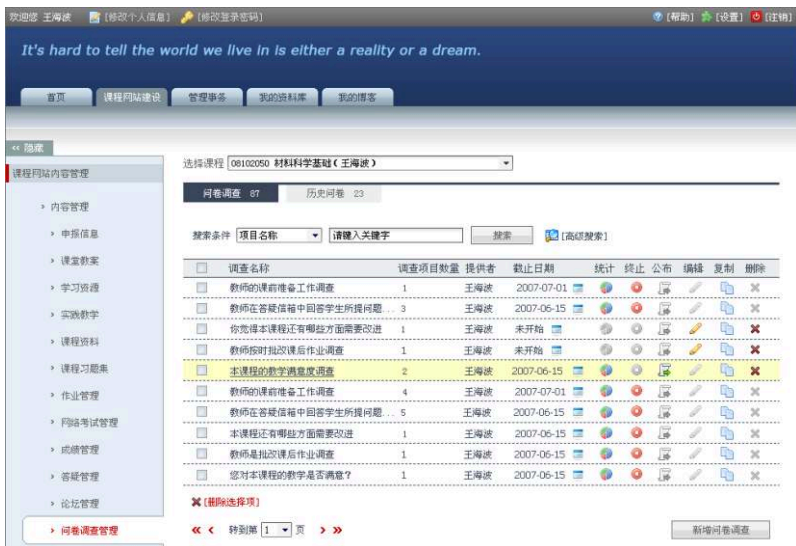 欢迎您 王海波 [修改个人信息] [修改登录密码] [帮助] [设置] [注销]
It's hard to tell the world we live in is either a reality or a dream.
首页 课程网站建设 管理事务 我的资料库 我的博客
<< 隐藏
课程网站内容管理
内容管理
申报信息
课堂教案
学习资源
实践教学
课程资料
课程习题集
作业管理
网络考试管理
成绩管理
答疑管理
论坛管理
问卷调查管理
选择课程 08102050 材料科学基础(王海波)
问卷调查 87 历史问卷 23
搜索条件 项目名称 请键入关键字 搜索 [高级搜索]
调查名称 调查项目数量 提供者 截止日期 统计 终止 公布 编辑 复制 删除
教师的课前准备工作调查 1 王海波 2007-07-01
教师在答疑信箱中回答学生所提问题... 3 王海波 2007-06-15
你觉得本课程还有哪些方面需要改进 1 王海波 未开始
教师按时批改课后作业调查 1 王海波 未开始
本课程的教学满意度调查 2 王海波 2007-06-15
教师的课前准备工作调查 4 王海波 2007-07-01
教师在答疑信箱中回答学生所提问题... 5 王海波 2007-06-15
本课程还有哪些方面需要改进 1 王海波 2007-06-15
教师是批改课后作业调查 1 王海波 2007-06-15
您对本课程的教学是否满意? 1 王海波 2007-06-15
[删除选择项]
转到第 1 页 新增问卷调查